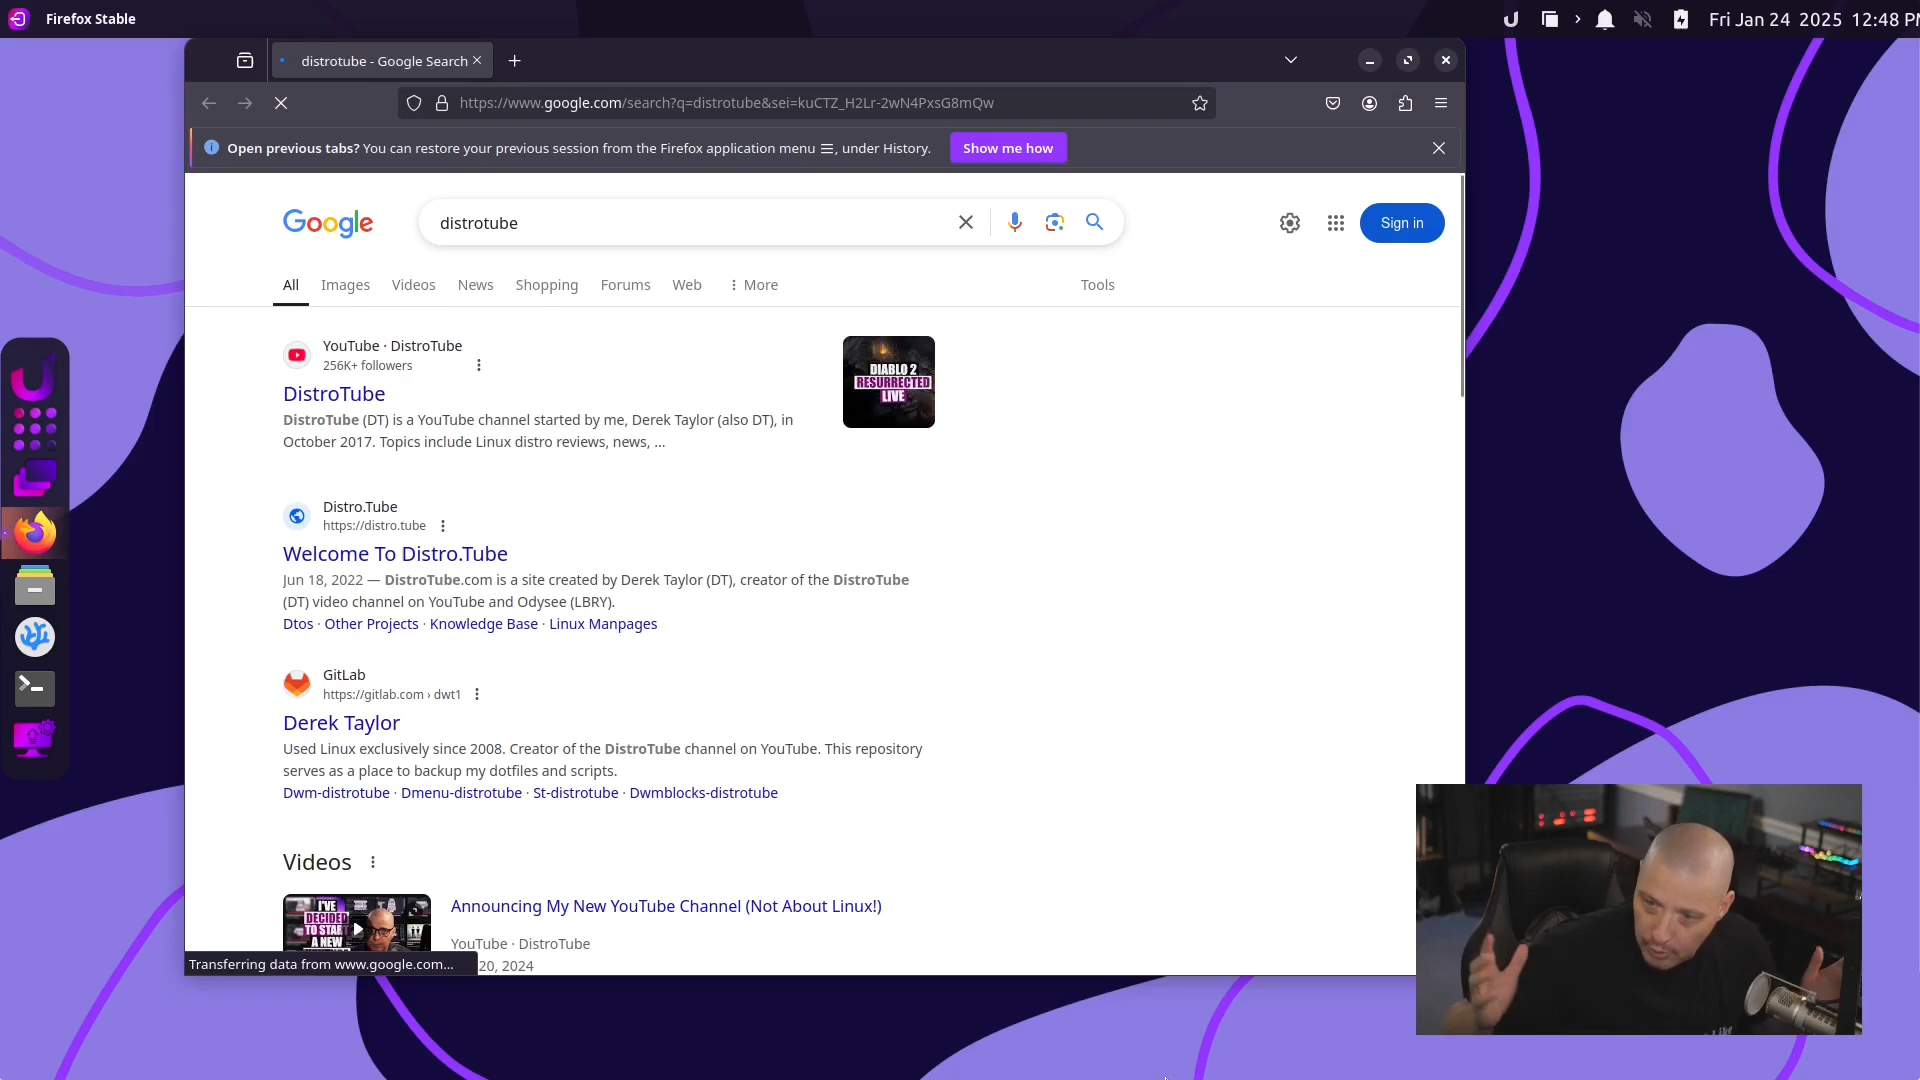 Firefox Stable
Fri Jan 24 2025 12:48 P
distrotube - Google Search
https://www.google.com/search?q=distrotube&sei=kuCTZ_H2Lr-2wN4PxsG8mQw
Open previous tabs? You can restore your previous session from the Firefox application menu ☰, under History.
Show me how
Google
distrotube
Sign in
All
Images
Videos
News
Shopping
Forums
Web
More
Tools
YouTube · DistroTube
256K+ followers
DistroTube
DistroTube (DT) is a YouTube channel started by me, Derek Taylor (also DT), in
October 2017. Topics include Linux distro reviews, news, ...
DIABLO 2
RESURRECTED
LIVE
Distro.Tube
https://distro.tube
Welcome To Distro.Tube
Jun 18, 2022 — DistroTube.com is a site created by Derek Taylor (DT), creator of the DistroTube
(DT) video channel on YouTube and Odysee (LBRY).
Dtos · Other Projects · Knowledge Base · Linux Manpages
GitLab
https://gitlab.com › dwt1
Derek Taylor
Used Linux exclusively since 2008. Creator of the DistroTube channel on YouTube. This repository
serves as a place to backup my dotfiles and scripts.
Dwm-distrotube · Dmenu-distrotube · St-distrotube · Dwmblocks-distrotube
Videos
I'VE
DECIDED
TO START
A NEW
Announcing My New YouTube Channel (Not About Linux!)
YouTube · DistroTube
20, 2024
Transferring data from www.google.com...